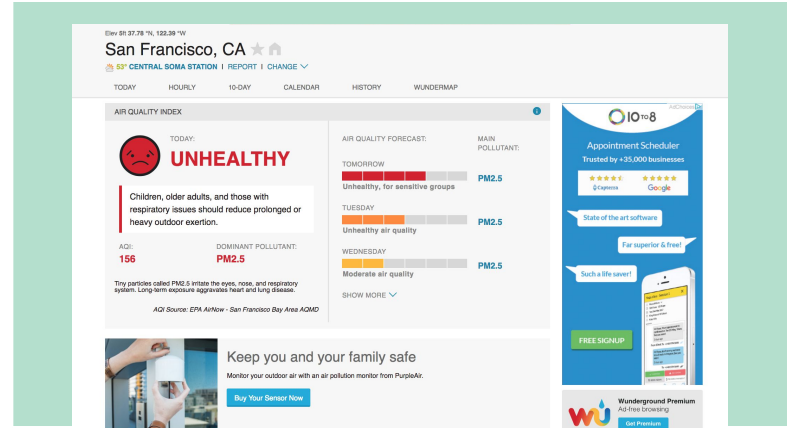 Elev 5ft 37.78 °N, 122.39 °W
San Francisco, CA
53° CENTRAL SOMA STATION | REPORT | CHANGE
TODAY HOURLY 10-DAY CALENDAR HISTORY WUNDERMAP
AIR QUALITY INDEX
TODAY:
UNHEALTHY
Children, older adults, and those with
respiratory issues should reduce prolonged or
heavy outdoor exertion.
AQI:
156
DOMINANT POLLUTANT:
PM2.5
Tiny particles called PM2.5 irritate the eyes, nose, and respiratory
system. Long-term exposure aggravates heart and lung disease.
AQI Source: EPA AirNow - San Francisco Bay Area AQMD
AIR QUALITY FORECAST:
MAIN
POLLUTANT:
TOMORROW
PM2.5
Unhealthy, for sensitive groups
TUESDAY
PM2.5
Unhealthy air quality
WEDNESDAY
PM2.5
Moderate air quality
SHOW MORE
Keep you and your family safe
Monitor your outdoor air with an air pollution monitor from PurpleAir.
Buy Your Sensor Now
AdChoices
10 TO 8
Appointment Scheduler
Trusted by +35,000 businesses
Capterra
Google
State of the art software
Far superior & free!
Such a life saver!
FREE SIGNUP
Wunderground Premium
Ad-free browsing
Get Premium